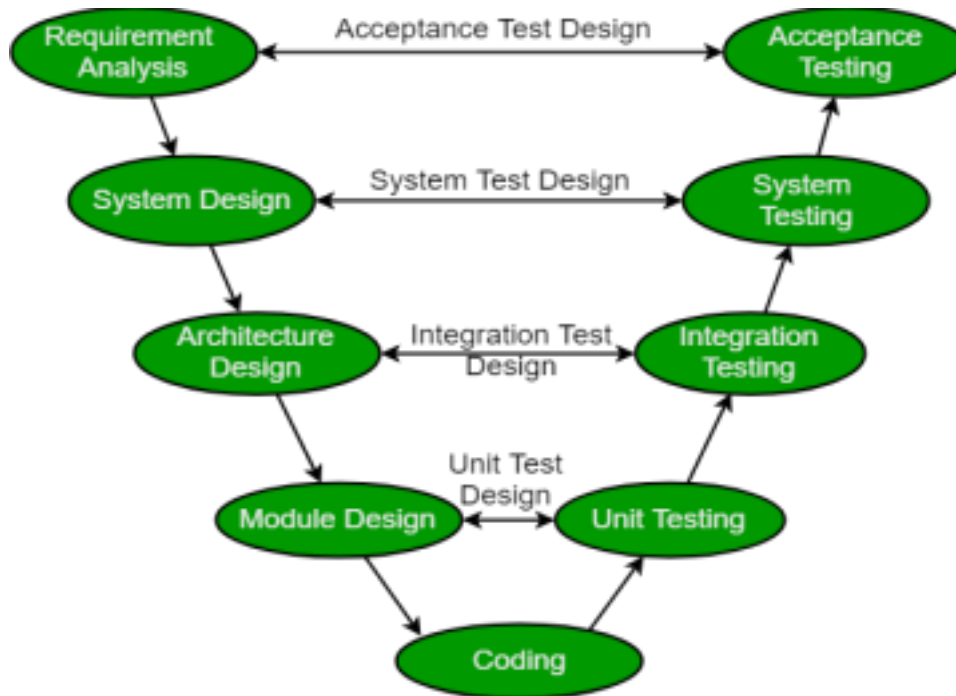 Requirement
Analysis
Acceptance Test Design
Acceptance
Testing
System Design
System Test Design
System
Testing
Architecture
Design
Integration Test
Design
Integration
Testing
Module Design
Unit Test
Design
Unit Testing
Coding